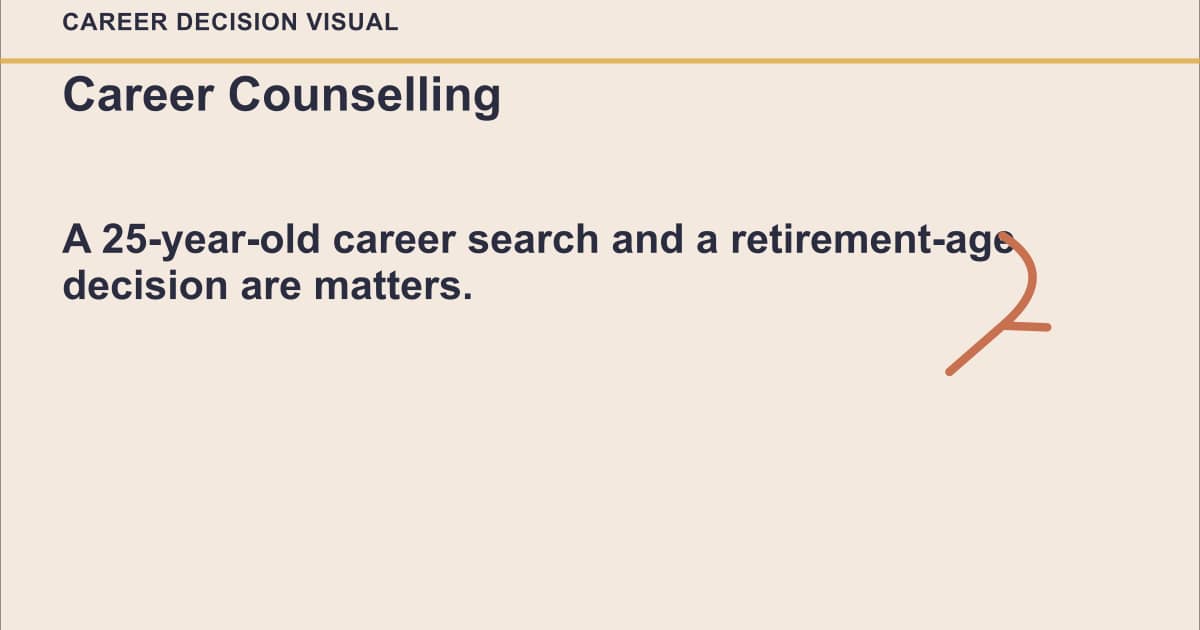 CAREER DECISION VISUAL
Career Counselling
A 25-year-old career search and a retirement-age
decision are matters.